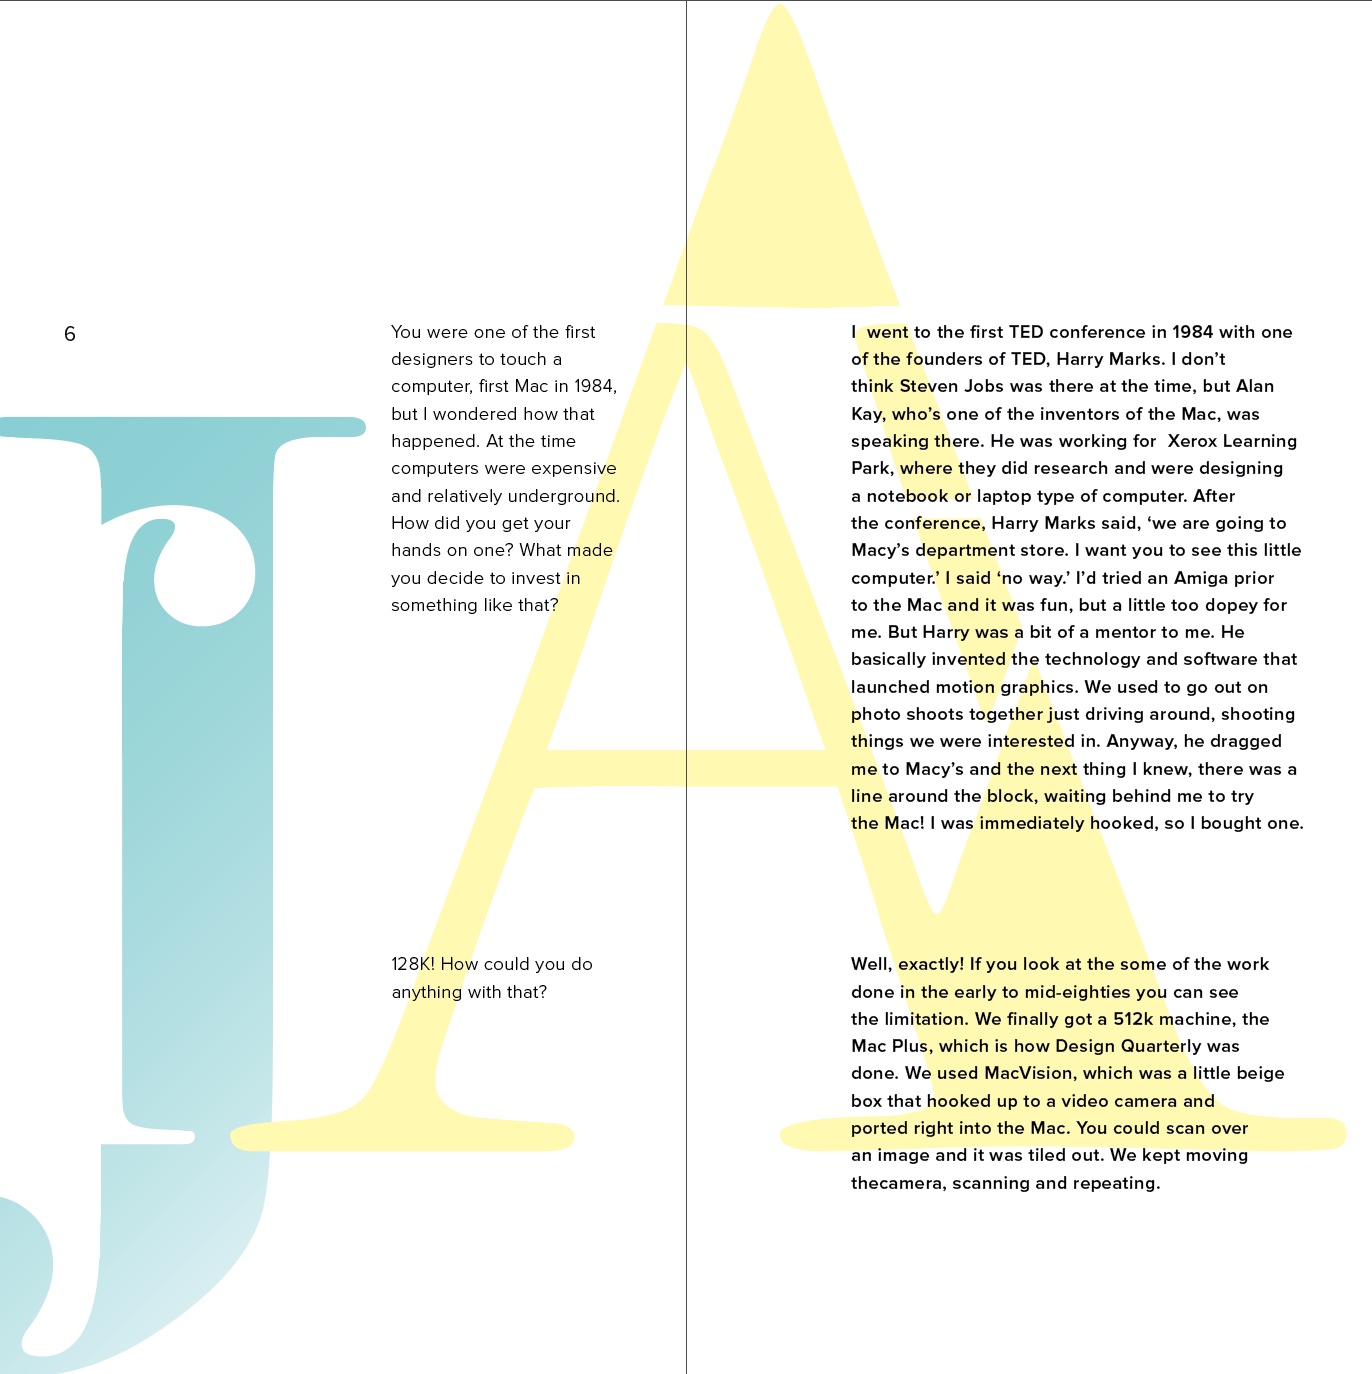 6
You were one of the first
designers to touch a
computer, first Mac in 1984,
but I wondered how that
happened. At the time
computers were expensive
and relatively underground.
How did you get your
hands on one? What made
you decide to invest in
something like that?
I  went to the first TED conference in 1984 with one
of the founders of TED, Harry Marks. I don’t
think Steven Jobs was there at the time, but Alan
Kay, who’s one of the inventors of the Mac, was
speaking there. He was working for  Xerox Learning
Park, where they did research and were designing
a notebook or laptop type of computer. After
the conference, Harry Marks said, ‘we are going to
Macy’s department store. I want you to see this little
computer.’ I said ‘no way.’ I’d tried an Amiga prior
to the Mac and it was fun, but a little too dopey for
me. But Harry was a bit of a mentor to me. He
basically invented the technology and software that
launched motion graphics. We used to go out on
photo shoots together just driving around, shooting
things we were interested in. Anyway, he dragged
me to Macy’s and the next thing I knew, there was a
line around the block, waiting behind me to try
the Mac! I was immediately hooked, so I bought one.
128K! How could you do
anything with that?
Well, exactly! If you look at the some of the work
done in the early to mid-eighties you can see
the limitation. We finally got a 512k machine, the
Mac Plus, which is how Design Quarterly was
done. We used MacVision, which was a little beige
box that hooked up to a video camera and
ported right into the Mac. You could scan over
an image and it was tiled out. We kept moving
thecamera, scanning and repeating.
J
A